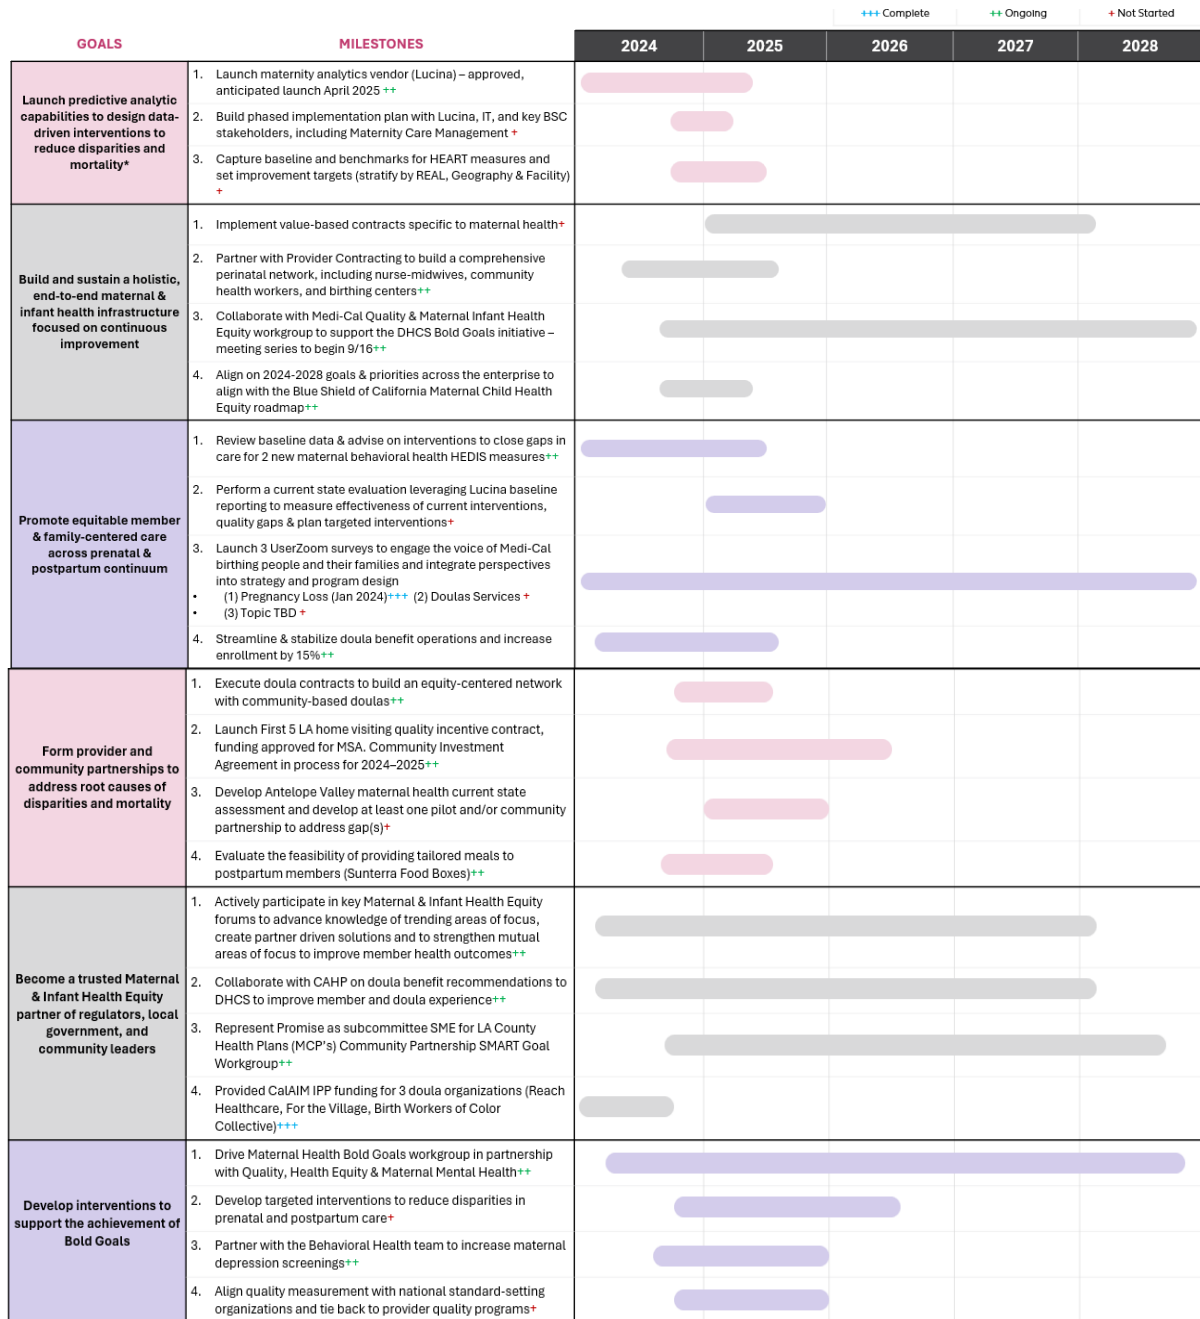 +++ Complete
++ Ongoing
+ Not Started
GOALS
MILESTONES
2024
2025
2026
2027
2028
Launch predictive analytic
capabilities to design data-
driven interventions to
reduce disparities and
mortality*
1. Launch maternity analytics vendor (Lucina) – approved,
anticipated launch April 2025 ++
2. Build phased implementation plan with Lucina, IT, and key BSC
stakeholders, including Maternity Care Management +
3. Capture baseline and benchmarks for HEART measures and
set improvement targets (stratify by REAL, Geography & Facility)
+
Build and sustain a holistic,
end-to-end maternal &
infant health infrastructure
focused on continuous
improvement
1. Implement value-based contracts specific to maternal health+
2. Partner with Provider Contracting to build a comprehensive
perinatal network, including nurse-midwives, community
health workers, and birthing centers++
3. Collaborate with Medi-Cal Quality & Maternal Infant Health
Equity workgroup to support the DHCS Bold Goals initiative –
meeting series to begin 9/16++
4. Align on 2024-2028 goals & priorities across the enterprise to
align with the Blue Shield of California Maternal Child Health
Equity roadmap++
Promote equitable member
& family-centered care
across prenatal &
postpartum continuum
1. Review baseline data & advise on interventions to close gaps in
care for 2 new maternal behavioral health HEDIS measures++
2. Perform a current state evaluation leveraging Lucina baseline
reporting to measure effectiveness of current interventions,
quality gaps & plan targeted interventions+
3. Launch 3 UserZoom surveys to engage the voice of Medi-Cal
birthing people and their families and integrate perspectives
into strategy and program design
• (1) Pregnancy Loss (Jan 2024)+++ (2) Doulas Services +
• (3) Topic TBD +
4. Streamline & stabilize doula benefit operations and increase
enrollment by 15%++
Form provider and
community partnerships to
address root causes of
disparities and mortality
1. Execute doula contracts to build an equity-centered network
with community-based doulas++
2. Launch First 5 LA home visiting quality incentive contract,
funding approved for MSA. Community Investment
Agreement in process for 2024–2025++
3. Develop Antelope Valley maternal health current state
assessment and develop at least one pilot and/or community
partnership to address gap(s)+
4. Evaluate the feasibility of providing tailored meals to
postpartum members (Sunterra Food Boxes)++
Become a trusted Maternal
& Infant Health Equity
partner of regulators, local
government, and
community leaders
1. Actively participate in key Maternal & Infant Health Equity
forums to advance knowledge of trending areas of focus,
create partner driven solutions and to strengthen mutual
areas of focus to improve member health outcomes++
2. Collaborate with CAHP on doula benefit recommendations to
DHCS to improve member and doula experience++
3. Represent Promise as subcommittee SME for LA County
Health Plans (MCP's) Community Partnership SMART Goal
Workgroup++
4. Provided CalAIM IPP funding for 3 doula organizations (Reach
Healthcare, For the Village, Birth Workers of Color
Collective)+++
Develop interventions to
support the achievement of
Bold Goals
1. Drive Maternal Health Bold Goals workgroup in partnership
with Quality, Health Equity & Maternal Mental Health++
2. Develop targeted interventions to reduce disparities in
prenatal and postpartum care+
3. Partner with the Behavioral Health team to increase maternal
depression screenings++
4. Align quality measurement with national standard-setting
organizations and tie back to provider quality programs+